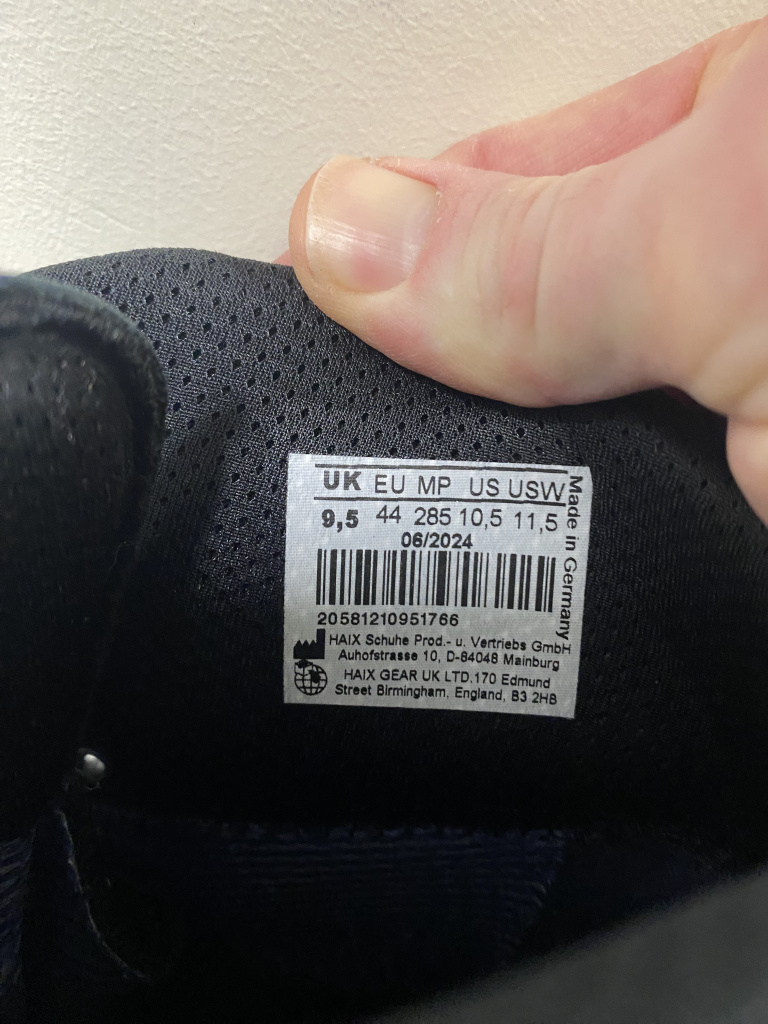 UK EU MP US USW
9,5 44 285 10,5 11,5
06/2024
20581210951766
HAIX Schuhe Prod.- u. Vertriebs GmbH
Auhofstrasse 10, D-84048 Mainburg
HAIX GEAR UK LTD.170 Edmund
Street Birmingham, England, B3 2HB
Made in Germany